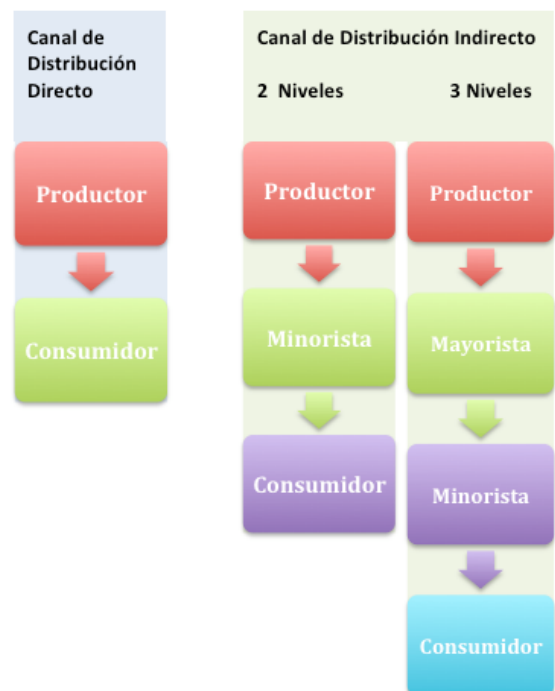 Canal de
Distribución
Directo
Productor
Consumidor
Canal de Distribución Indirecto
2 Niveles
3 Niveles
Productor
Minorista
Consumidor
Productor
Mayorista
Minorista
Consumidor